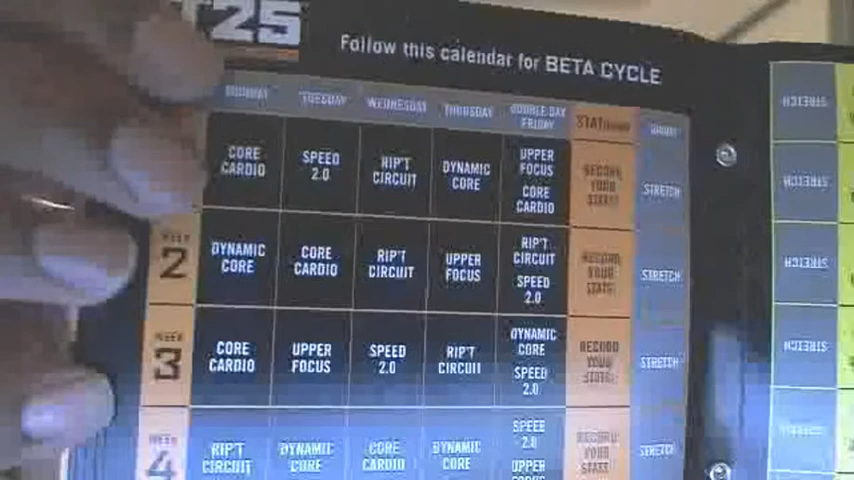 T25
Follow this calendar for BETA CYCLE
MONDAY TUESDAY WEDNESDAY THURSDAY DOUBLE DAY FRIDAY STATURDAY
CORE CARDIO
SPEED 2.0
RIP'T CIRCUIT
DYNAMIC CORE
UPPER FOCUS
CORE CARDIO
RECORD YOUR STATS!
STRETCH
WEEK 2
DYNAMIC CORE
CORE CARDIO
RIP'T CIRCUIT
UPPER FOCUS
RIP'T CIRCUIT
SPEED 2.0
RECORD YOUR STATS!
STRETCH
WEEK 3
CORE CARDIO
UPPER FOCUS
SPEED 2.0
RIP'T CIRCUIT
DYNAMIC CORE
SPEED 2.0
RECORD YOUR STATS!
STRETCH
WEEK 4
RIP'T CIRCUIT
DYNAMIC CORE
CORE CARDIO
DYNAMIC CORE
SPEED 2.0
UPPER
RECORD YOUR STATS!
STRETCH
STRETCH
STRETCH
STRETCH
STRETCH
STRETCH